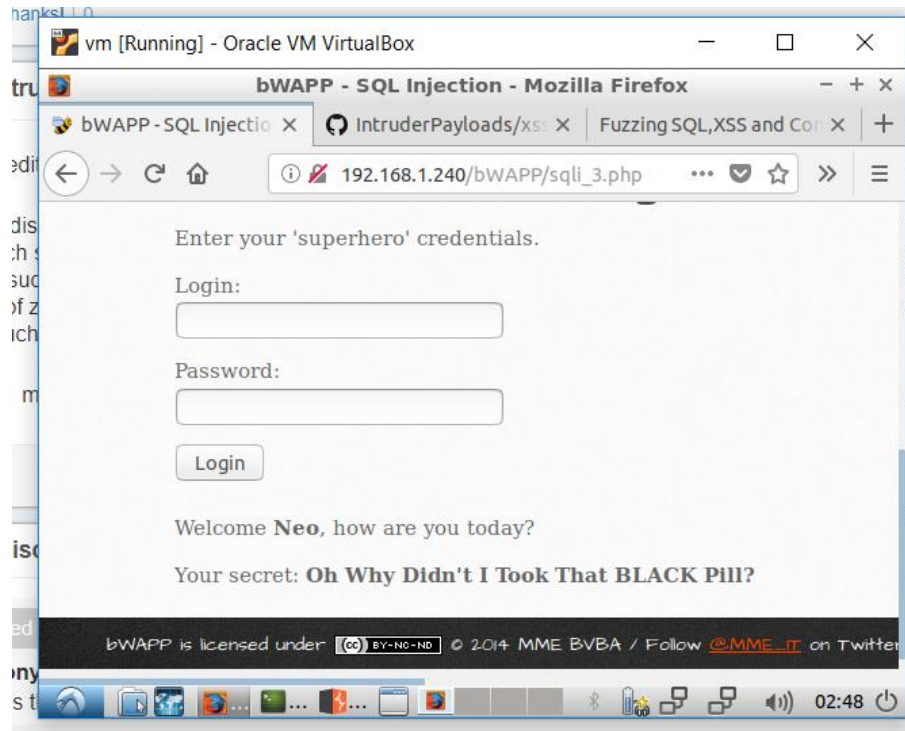 hanks! | 0
vm [Running] - Oracle VM VirtualBox
bWAPP - SQL Injection - Mozilla Firefox
bWAPP - SQL Injectio
IntruderPayloads/xs
Fuzzing SQL,XSS and Co
192.168.1.240/bWAPP/sqli_3.php
Enter your 'superhero' credentials.
Login:
Password:
Login
Welcome Neo, how are you today?
Your secret: Oh Why Didn't I Took That BLACK Pill?
bWAPP is licensed under (cc) BY-NC-ND © 2014 MME BVBA / Follow @MME_IT on Twitter
02:48